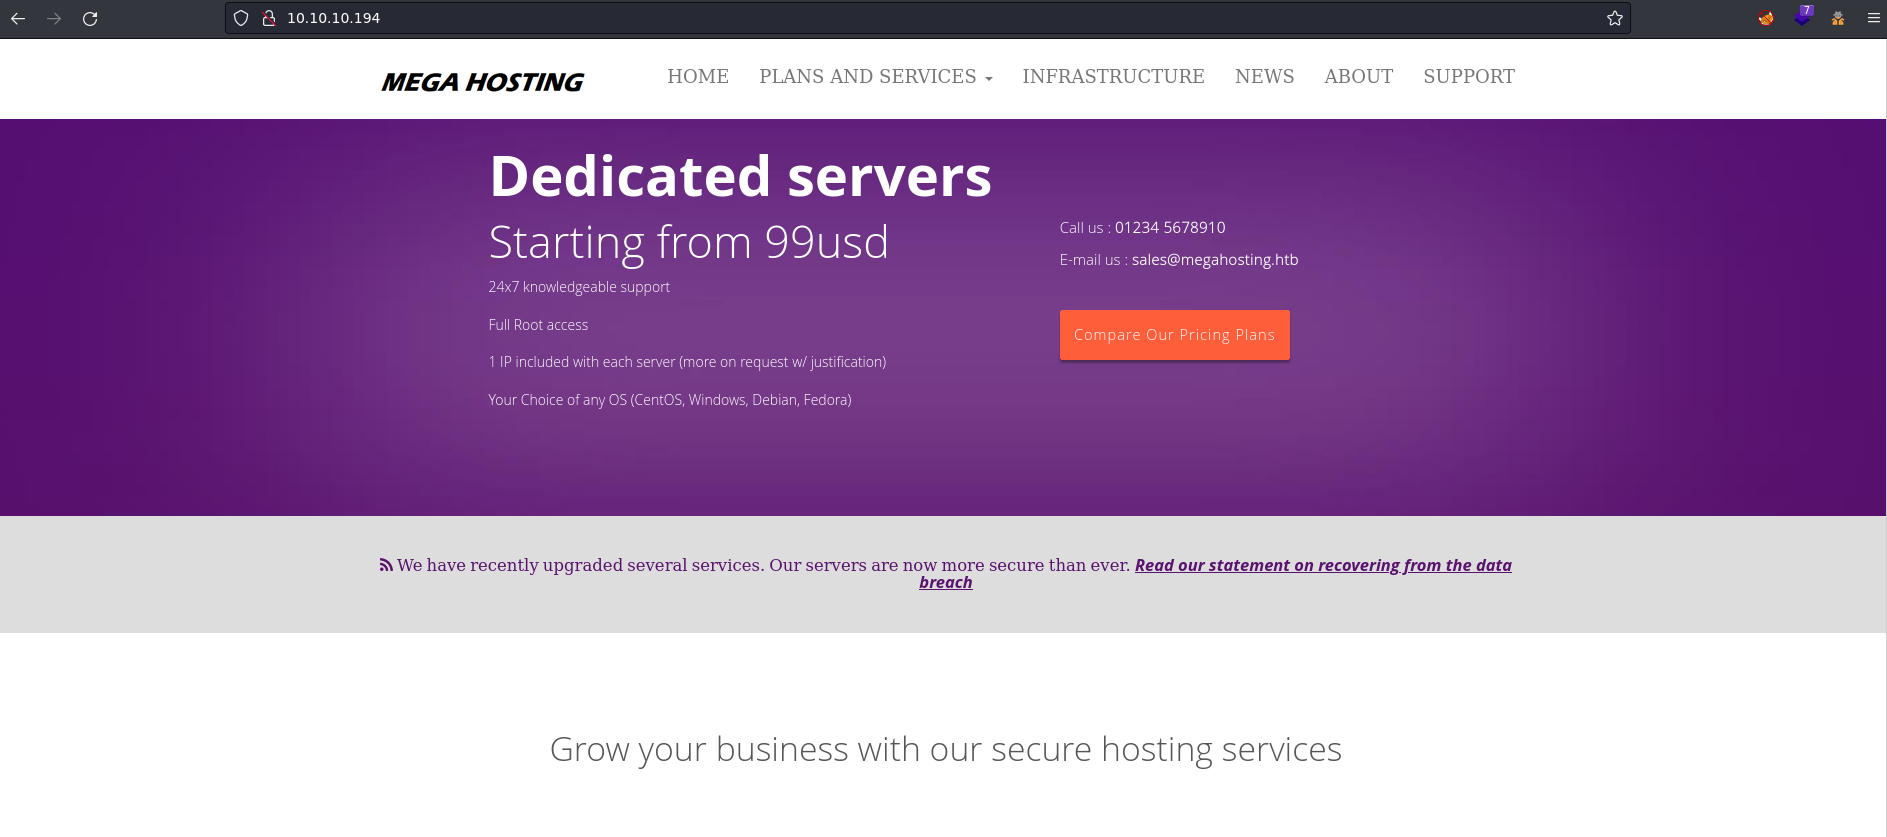 10.10.10.194
7
MEGA HOSTING
HOME PLANS AND SERVICES INFRASTRUCTURE NEWS ABOUT SUPPORT
Dedicated servers
Starting from 99usd
24x7 knowledgeable support
Full Root access
1 IP included with each server (more on request w/ justification)
Your Choice of any OS (CentOS, Windows, Debian, Fedora)
Call us : 01234 5678910
E-mail us : sales@megahosting.htb
Compare Our Pricing Plans
We have recently upgraded several services. Our servers are now more secure than ever. Read our statement on recovering from the data
breach
Grow your business with our secure hosting services